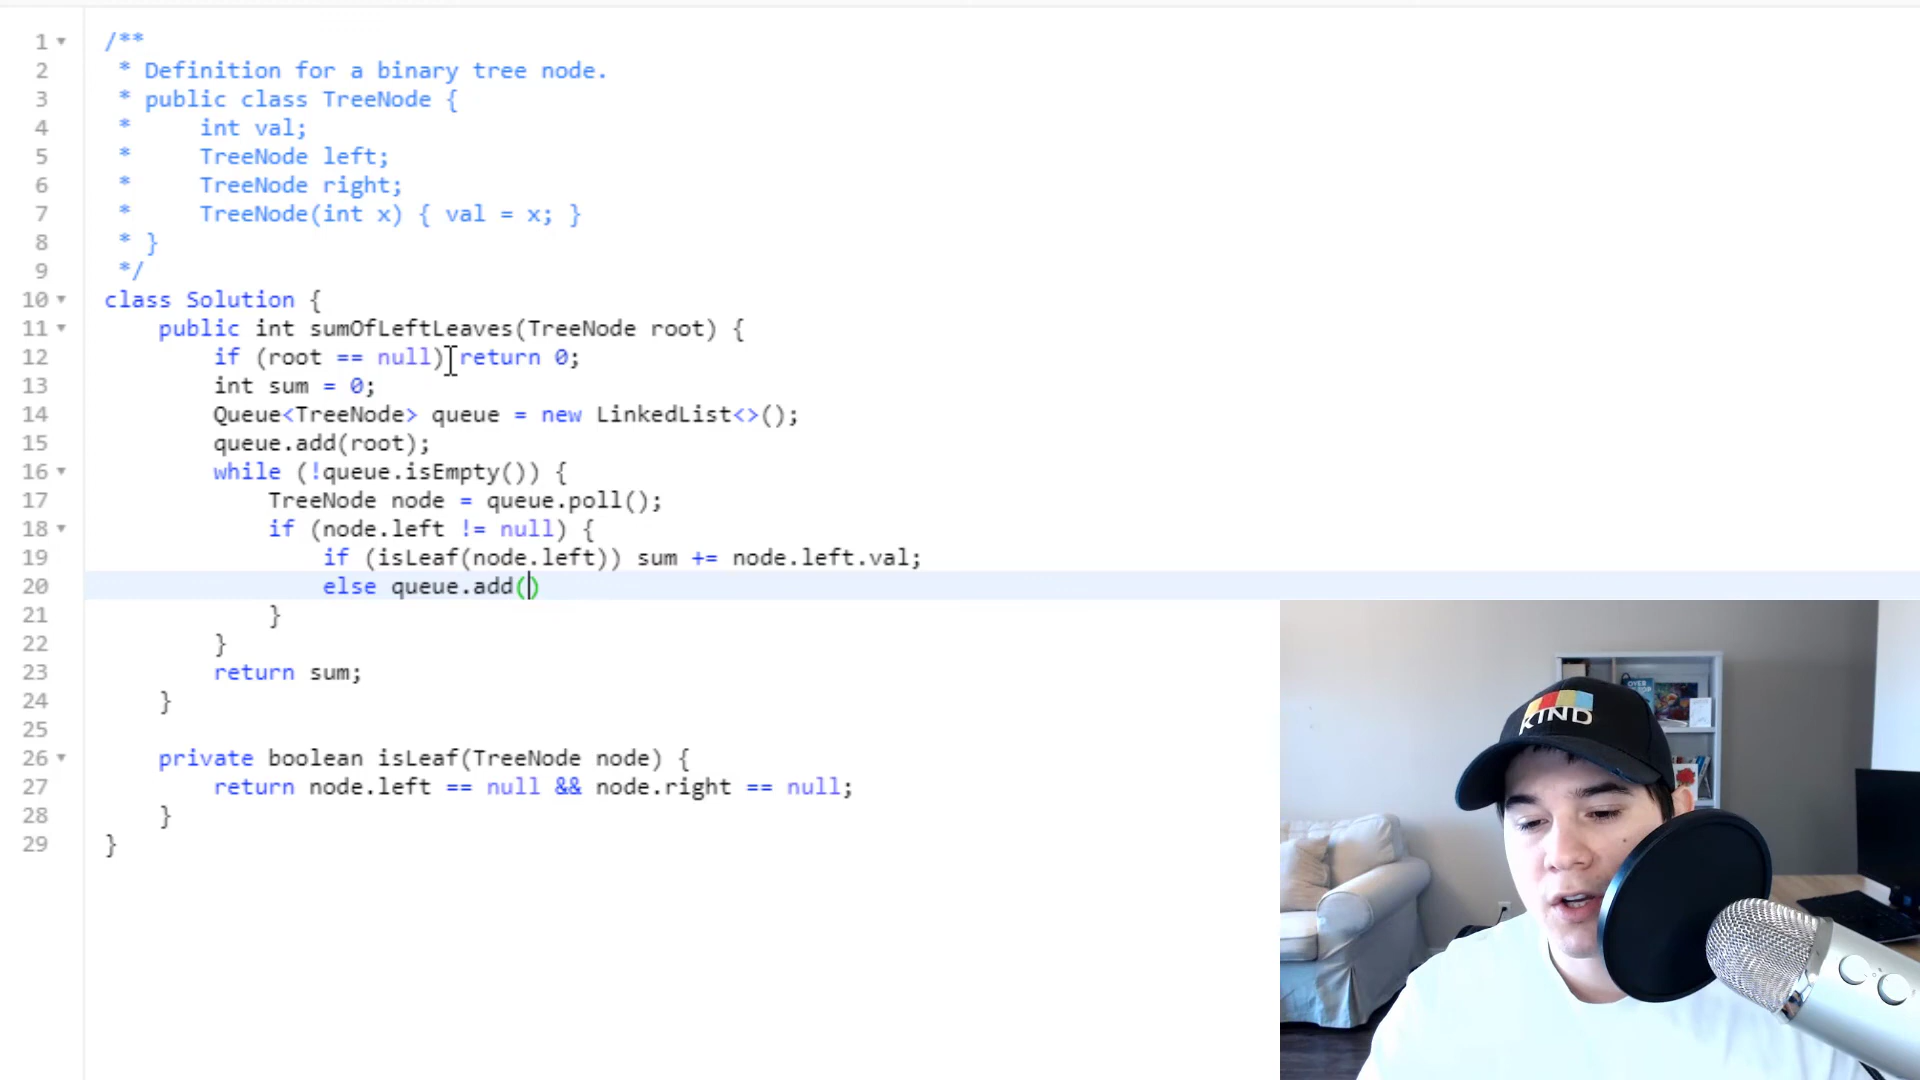 1 /**
2 * Definition for a binary tree node.
3 * public class TreeNode {
4 * int val;
5 * TreeNode left;
6 * TreeNode right;
7 * TreeNode(int x) { val = x; }
8 * }
9 */
10 class Solution {
11 public int sumOfLeftLeaves(TreeNode root) {
12 if (root == null) return 0;
13 int sum = 0;
14 Queue<TreeNode> queue = new LinkedList<>();
15 queue.add(root);
16 while (!queue.isEmpty()) {
17 TreeNode node = queue.poll();
18 if (node.left != null) {
19 if (isLeaf(node.left)) sum += node.left.val;
20 else queue.add()
21 }
22 }
23 return sum;
24 }
25
26 private boolean isLeaf(TreeNode node) {
27 return node.left == null && node.right == null;
28 }
29 }
KIND